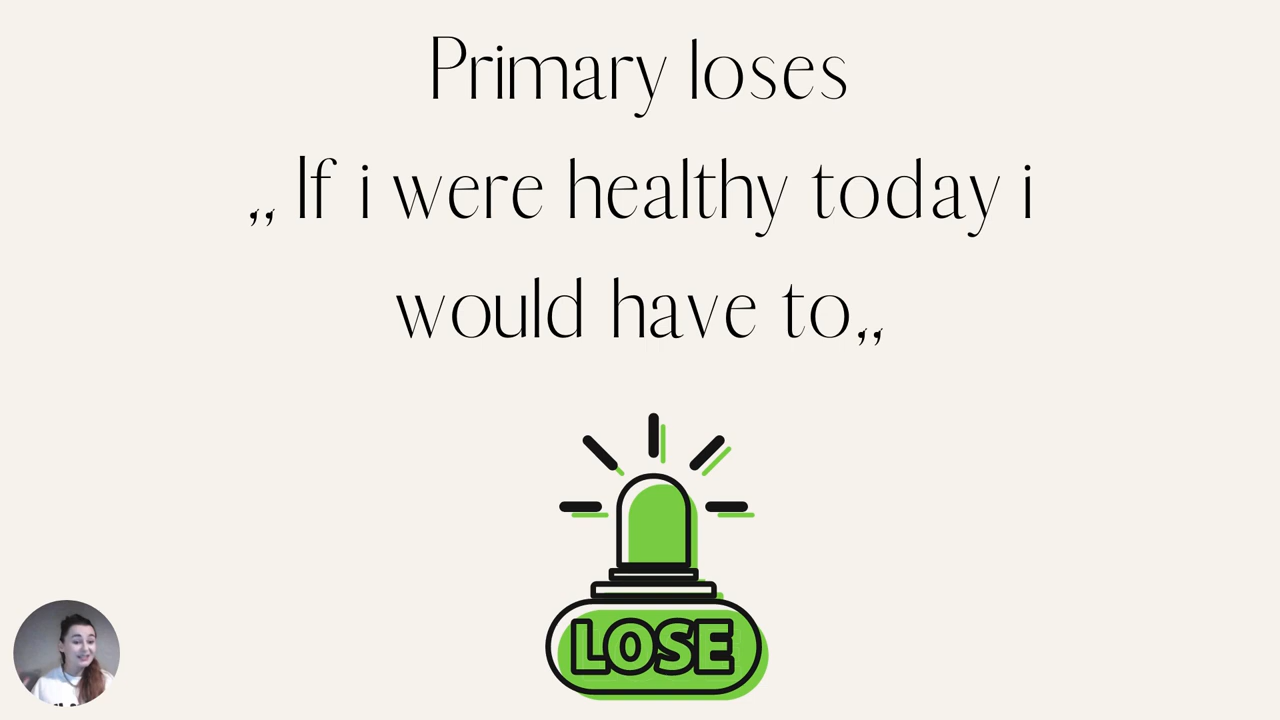 Primary loses
,, If i were healthy today i
would have to,,
LOSE